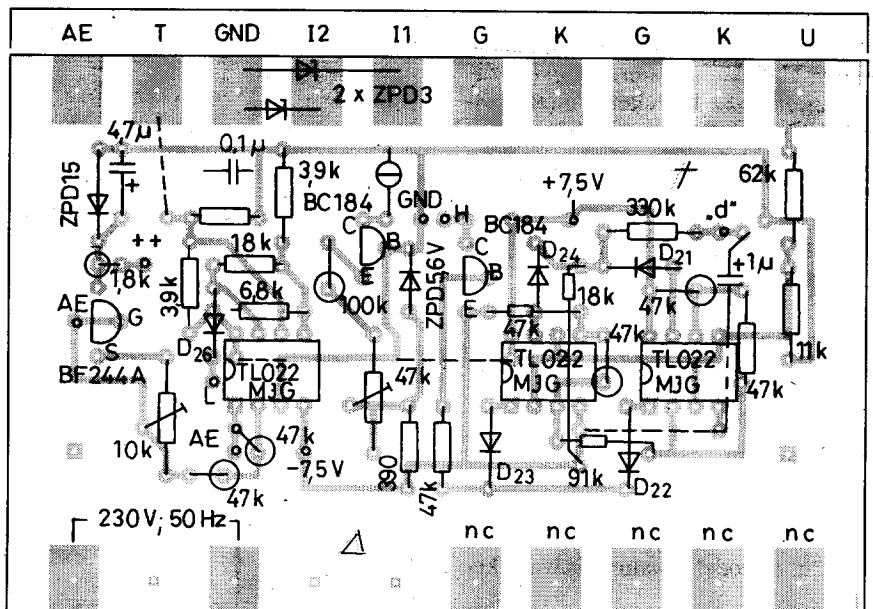 AE T GND I2 I1 G K G K U
2 x ZPD3
4,7µ
0,1µ
+
ZPD15
3,9k
BC184
GND
H
+7,5V
62k
330k
„d“
C
B
E
BC184
C
B
E
D24
D21
+1µ
++
18k
1,8k
3,9k
6,8k
100k
ZPD5,6V
18k
47k
47k
47k
AE
G
S
BF244A
D26
TL022
MJG
L
47k
TL022
MJG
TL022
MJG
11k
47k
10k
AE
47k
-7,5V
47k
390
47k
D23
91k
D22
230V; 50Hz
nc nc nc nc nc